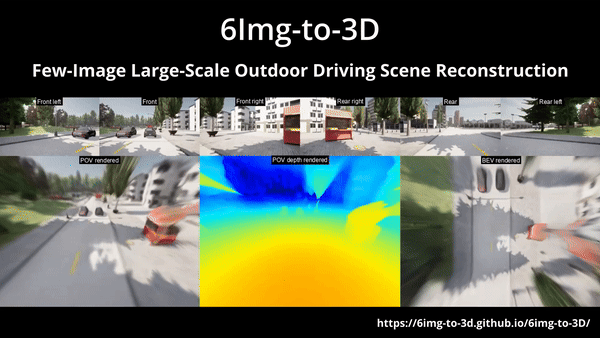 6Img-to-3D
Few-Image Large-Scale Outdoor Driving Scene Reconstruction
Front left
Front
Front right
Rear right
Rear
Rear left
POV rendered
POV depth rendered
BEV rendered
https://6img-to-3d.github.io/6img-to-3D/